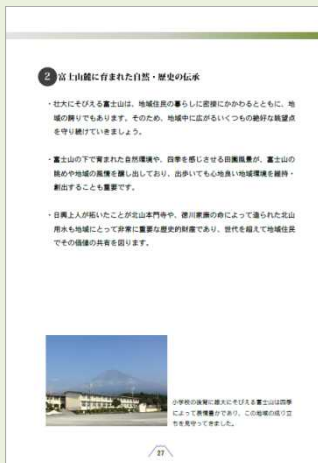 2 富士山麓に育まれた自然・歴史の伝承
・壮大にそびえる富士山は、地域住民の暮らしに密接にかかわるとともに、地
域の誇りでもあります。そのため、地域中に広がるいくつもの絶好な眺望点
を守り続けていきましょう。
・富士山の下で育まれた自然環境や、四季を感じさせる田園風景が、富士山の
眺めや地域の風情を醸し出しており、出歩いても心地良い地域環境を維持・
創出することも重要です。
・日興上人が拓いたことが北山本門寺や、徳川家康の命によって造られた北山
用水も地域にとって非常に重要な歴史的財産であり、世代を超えて地域住民
でその価値の共有を図ります。
小学校の後背に雄大にそびえる富士山は四季
によって表情豊かであり、この地域の成り立
ちを見守ってきました。
27